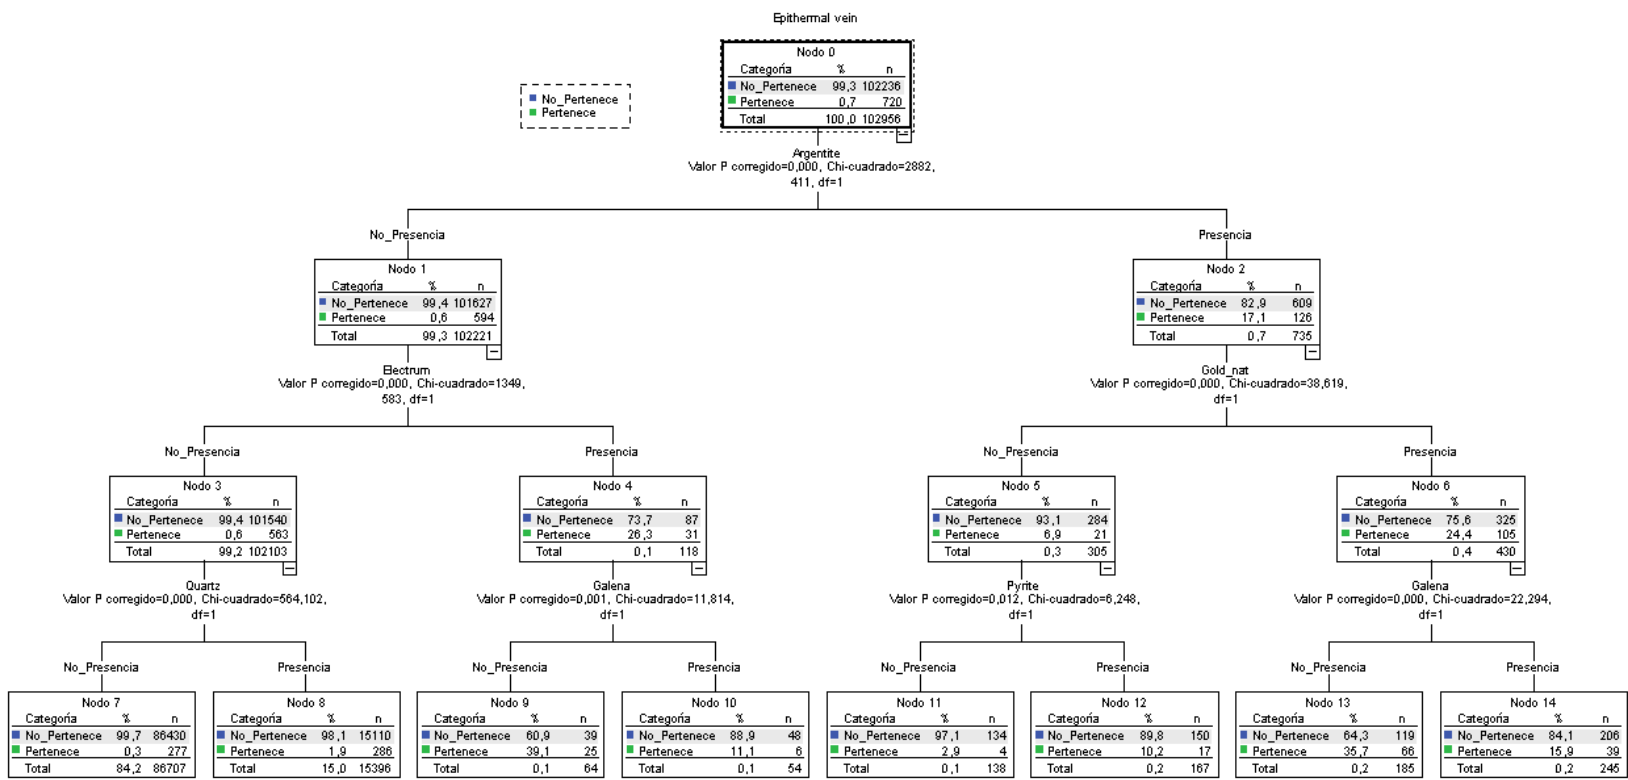 Epithermal vein
Nodo 0
Categoría % n
No_Pertenece 99,3 102236
Pertenece 0,7 720
Total 100,0 102956
No_Pertenece
Pertenece
Argentite
Valor P corregido=0,000, Chi-cuadrado=2882,
411, df=1
No_Presencia
Presencia
Nodo 1
Categoría % n
No_Pertenece 99,4 101627
Pertenece 0,6 594
Total 99,3 102221
Nodo 2
Categoría % n
No_Pertenece 82,9 609
Pertenece 17,1 126
Total 0,7 735
Electrum
Valor P corregido=0,000, Chi-cuadrado=1349,
583, df=1
Gold_nat
Valor P corregido=0,000, Chi-cuadrado=38,619,
df=1
No_Presencia
Presencia
No_Presencia
Presencia
Nodo 3
Categoría % n
No_Pertenece 99,4 101540
Pertenece 0,6 563
Total 99,2 102103
Nodo 4
Categoría % n
No_Pertenece 73,7 87
Pertenece 26,3 31
Total 0,1 118
Nodo 5
Categoría % n
No_Pertenece 93,1 284
Pertenece 6,9 21
Total 0,3 305
Nodo 6
Categoría % n
No_Pertenece 75,6 325
Pertenece 24,4 105
Total 0,4 430
Quartz
Valor P corregido=0,000, Chi-cuadrado=564,102,
df=1
Galena
Valor P corregido=0,001, Chi-cuadrado=11,814,
df=1
Pyrite
Valor P corregido=0,012, Chi-cuadrado=6,248,
df=1
Galena
Valor P corregido=0,000, Chi-cuadrado=22,294,
df=1
No_Presencia
Presencia
No_Presencia
Presencia
No_Presencia
Presencia
No_Presencia
Presencia
Nodo 7
Categoría % n
No_Pertenece 99,7 86430
Pertenece 0,3 277
Total 84,2 86707
Nodo 8
Categoría % n
No_Pertenece 98,1 15110
Pertenece 1,9 286
Total 15,0 15396
Nodo 9
Categoría % n
No_Pertenece 60,9 39
Pertenece 39,1 25
Total 0,1 64
Nodo 10
Categoría % n
No_Pertenece 88,9 48
Pertenece 11,1 6
Total 0,1 54
Nodo 11
Categoría % n
No_Pertenece 97,1 134
Pertenece 2,9 4
Total 0,1 138
Nodo 12
Categoría % n
No_Pertenece 89,8 150
Pertenece 10,2 17
Total 0,2 167
Nodo 13
Categoría % n
No_Pertenece 64,3 119
Pertenece 35,7 66
Total 0,2 185
Nodo 14
Categoría % n
No_Pertenece 84,1 206
Pertenece 15,9 39
Total 0,2 245